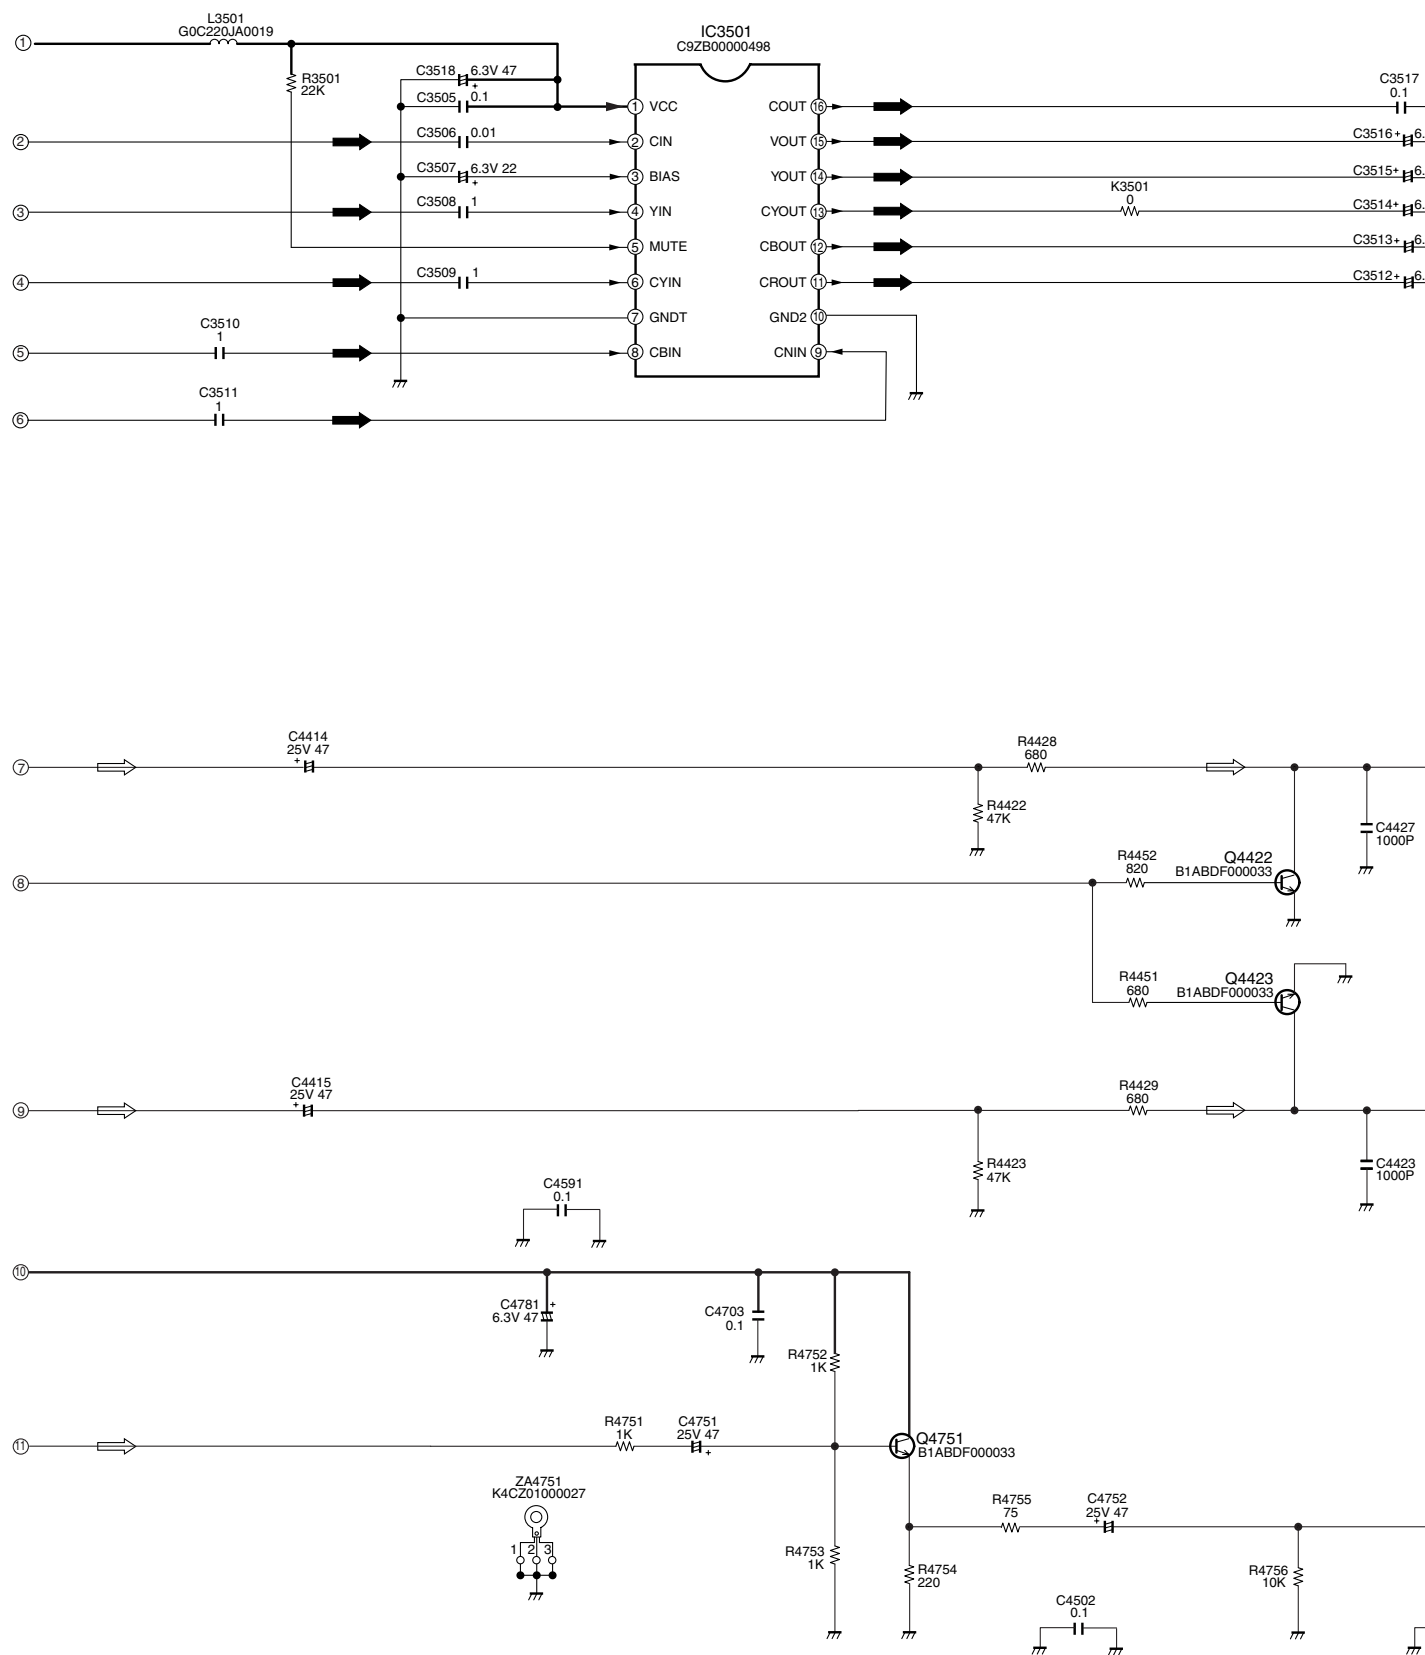 L3501
G0C220JA0019
1
R3501
22K
C3518 6.3V 47
+
C3505 0.1
C3506 0.01
C3507 6.3V 22
+
C3508 1
C3509 1
C3510
1
C3511
1
2
3
4
5
6
IC3501
C9ZB00000498
1 VCC
2 CIN
3 BIAS
4 YIN
5 MUTE
6 CYIN
7 GNDT
8 CBIN
COUT 16
VOUT 15
YOUT 14
CYOUT 13
CBOUT 12
CROUT 11
GND2 10
CNIN 9
K3501
0
C3517
0.1
C3516+ 6.
C3515+ 6.
C3514+ 6.
C3513+ 6.
C3512+ 6.
7
C4414
25V 47
+
R4428
680
R4422
47K
C4427
1000P
8
R4452
820
Q4422
B1ABDF000033
R4451
680
Q4423
B1ABDF000033
9
C4415
25V 47
+
R4429
680
R4423
47K
C4423
1000P
C4591
0.1
10
C4781 +
6.3V 47
C4703
0.1
R4752
1K
11
R4751
1K
C4751
25V 47
+
Q4751
B1ABDF000033
ZA4751
K4CZ01000027
1 2 3
R4753
1K
R4755
75
C4752
25V 47
+
R4754
220
R4756
10K
C4502
0.1